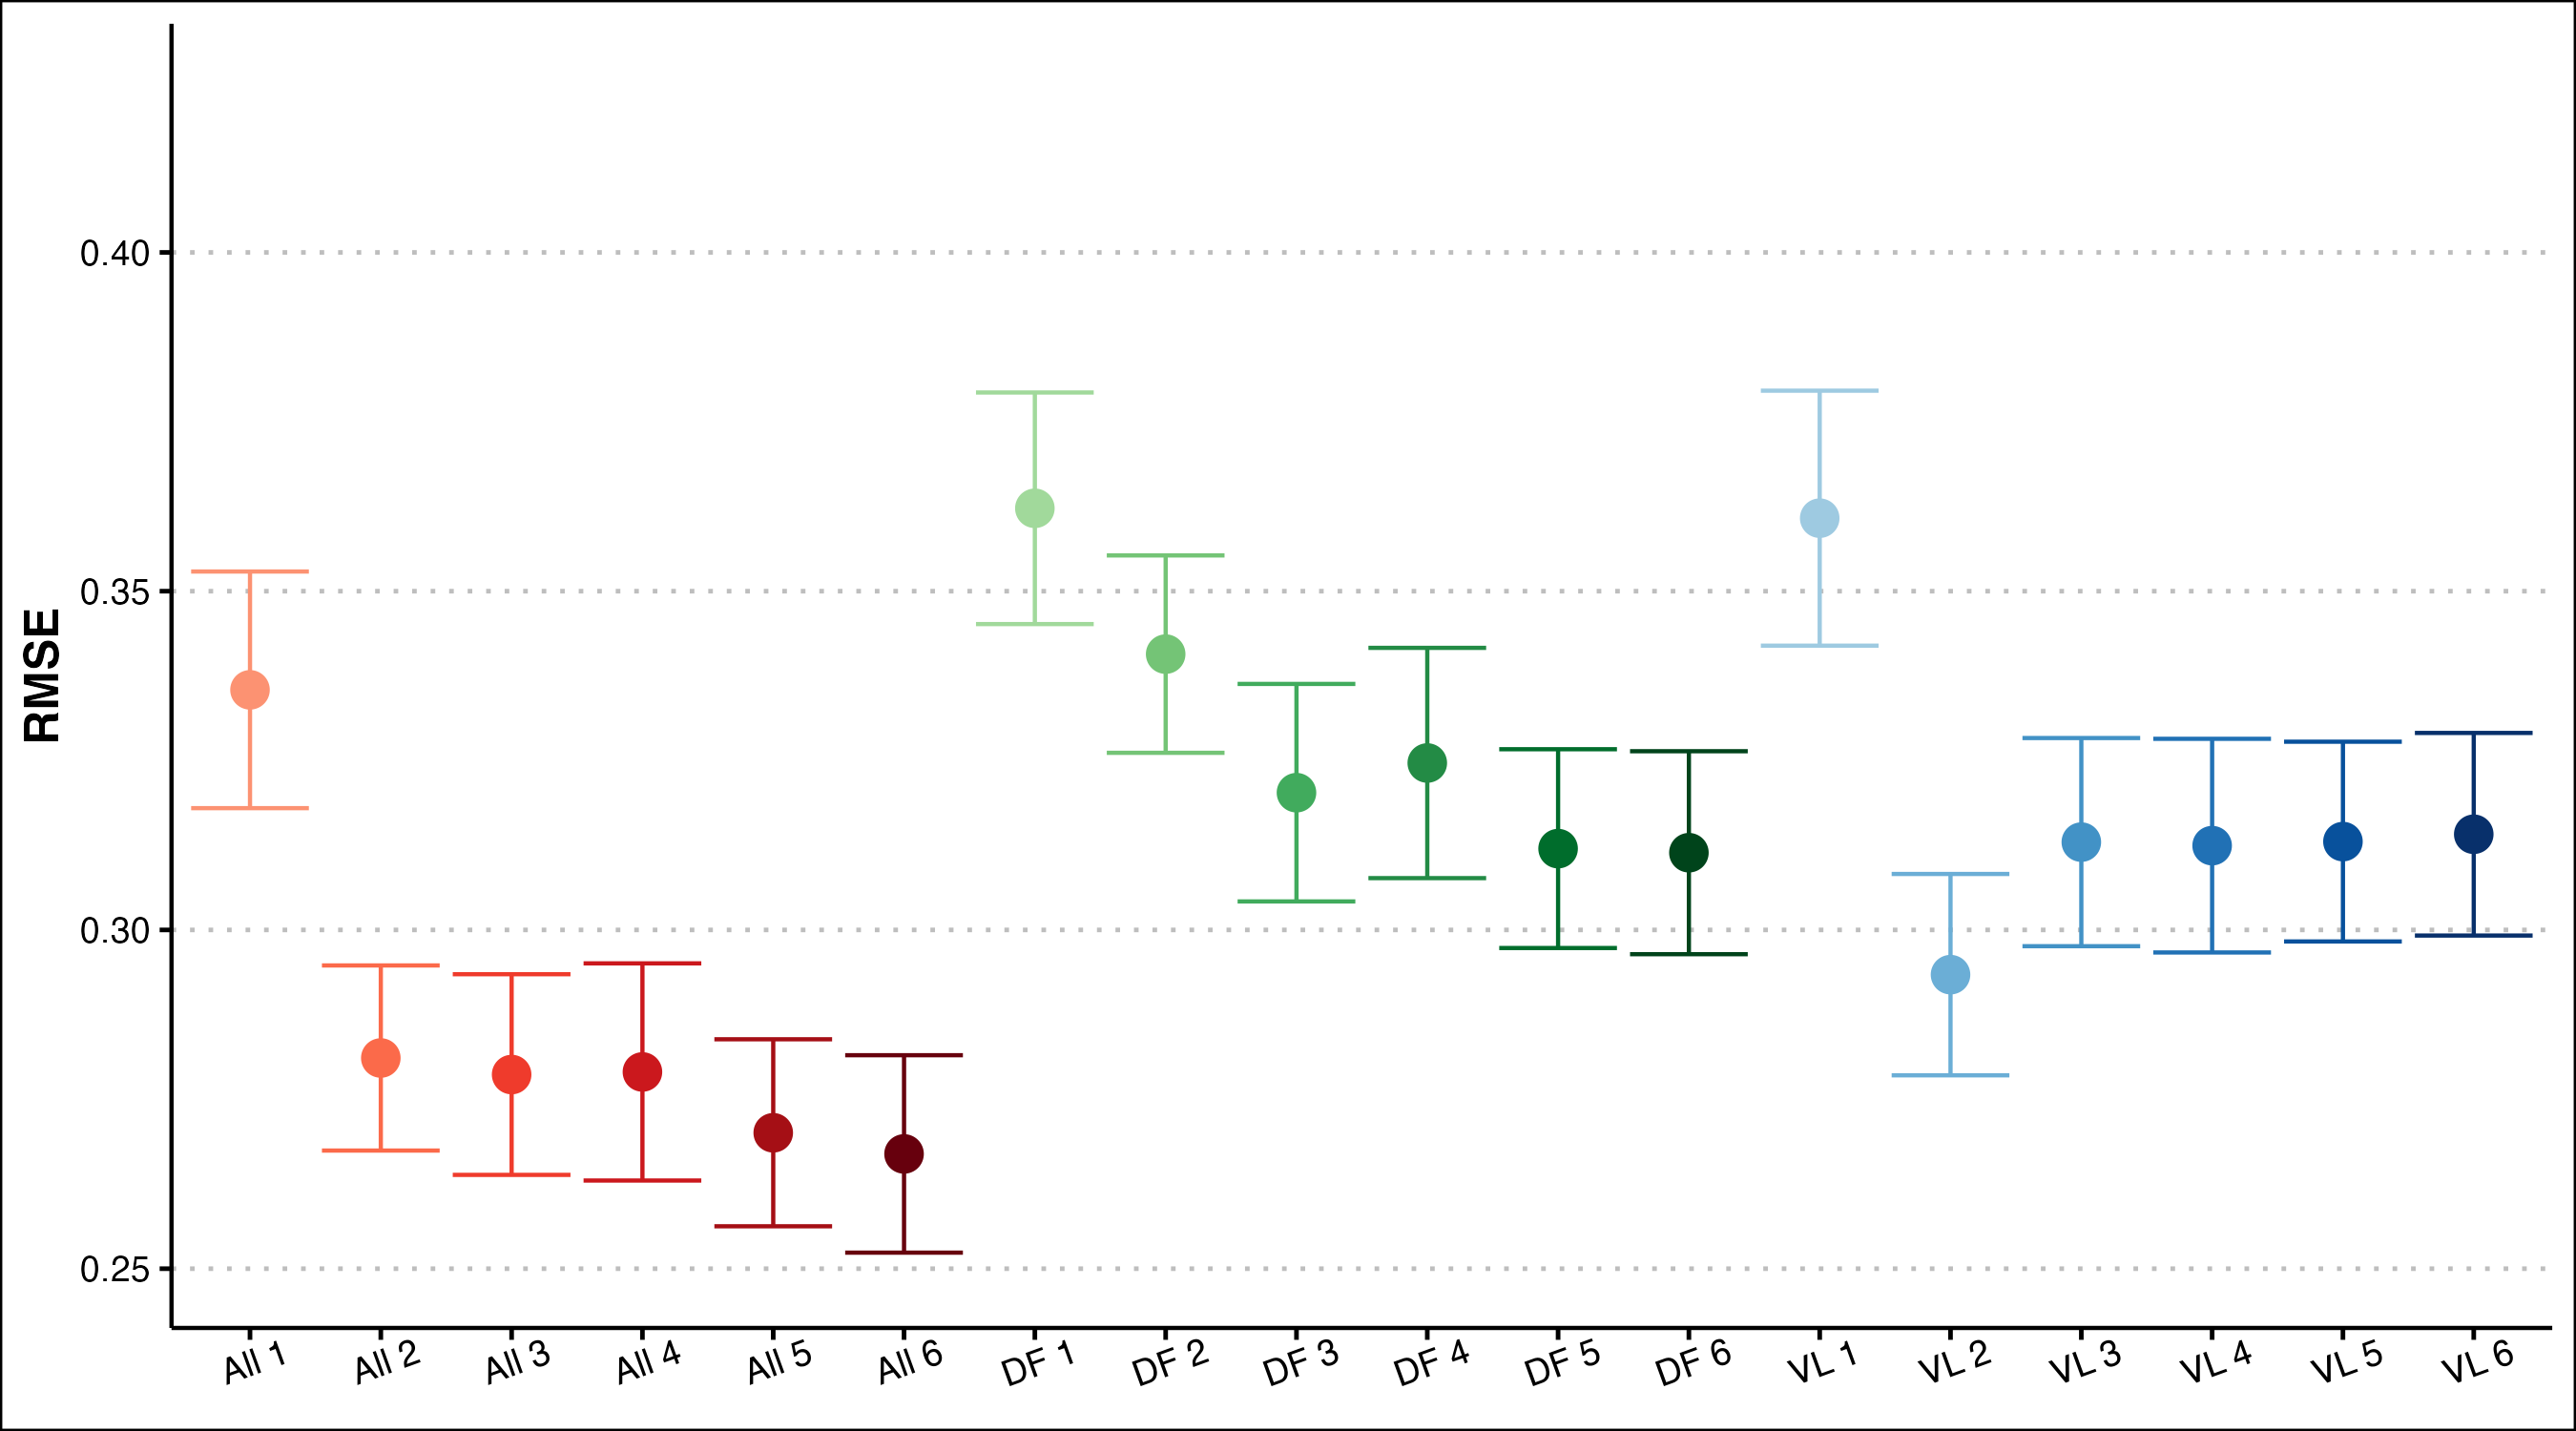 RMSE
0.40
0.35
0.30
0.25
All 1
All 2
All 3
All 4
All 5
All 6
DF 1
DF 2
DF 3
DF 4
DF 5
DF 6
VL 1
VL 2
VL 3
VL 4
VL 5
VL 6